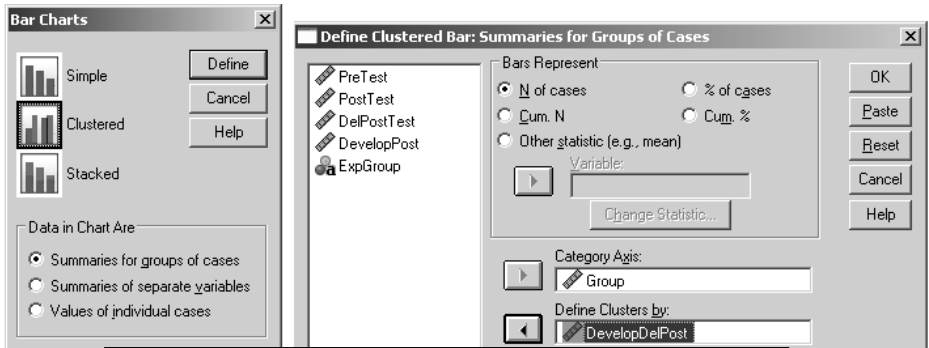 Bar Charts
Simple
Clustered
Stacked
Define
Cancel
Help
Data in Chart Are
Summaries for groups of cases
Summaries of separate variables
Values of individual cases
Define Clustered Bar: Summaries for Groups of Cases
PreTest
PostTest
DelPostTest
DevelopPost
ExpGroup
Bars Represent
N of cases
% of cases
Cum. N
Cum. %
Other statistic (e.g., mean)
Variable:
Change Statistic...
Category Axis:
Group
Define Clusters by:
DevelopDelPost
OK
Paste
Reset
Cancel
Help